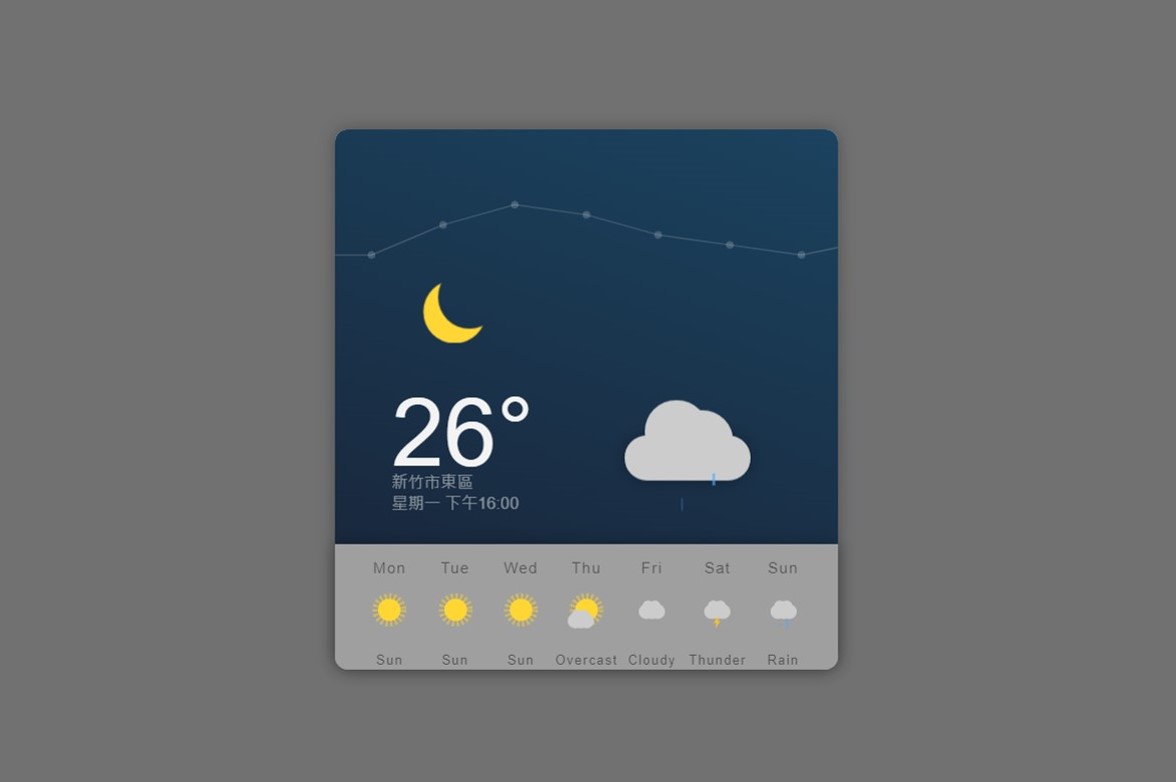 26°
新竹市東區
星期一 下午16:00
Mon Tue Wed Thu Fri Sat Sun
Sun Sun Sun Overcast Cloudy Thunder Rain